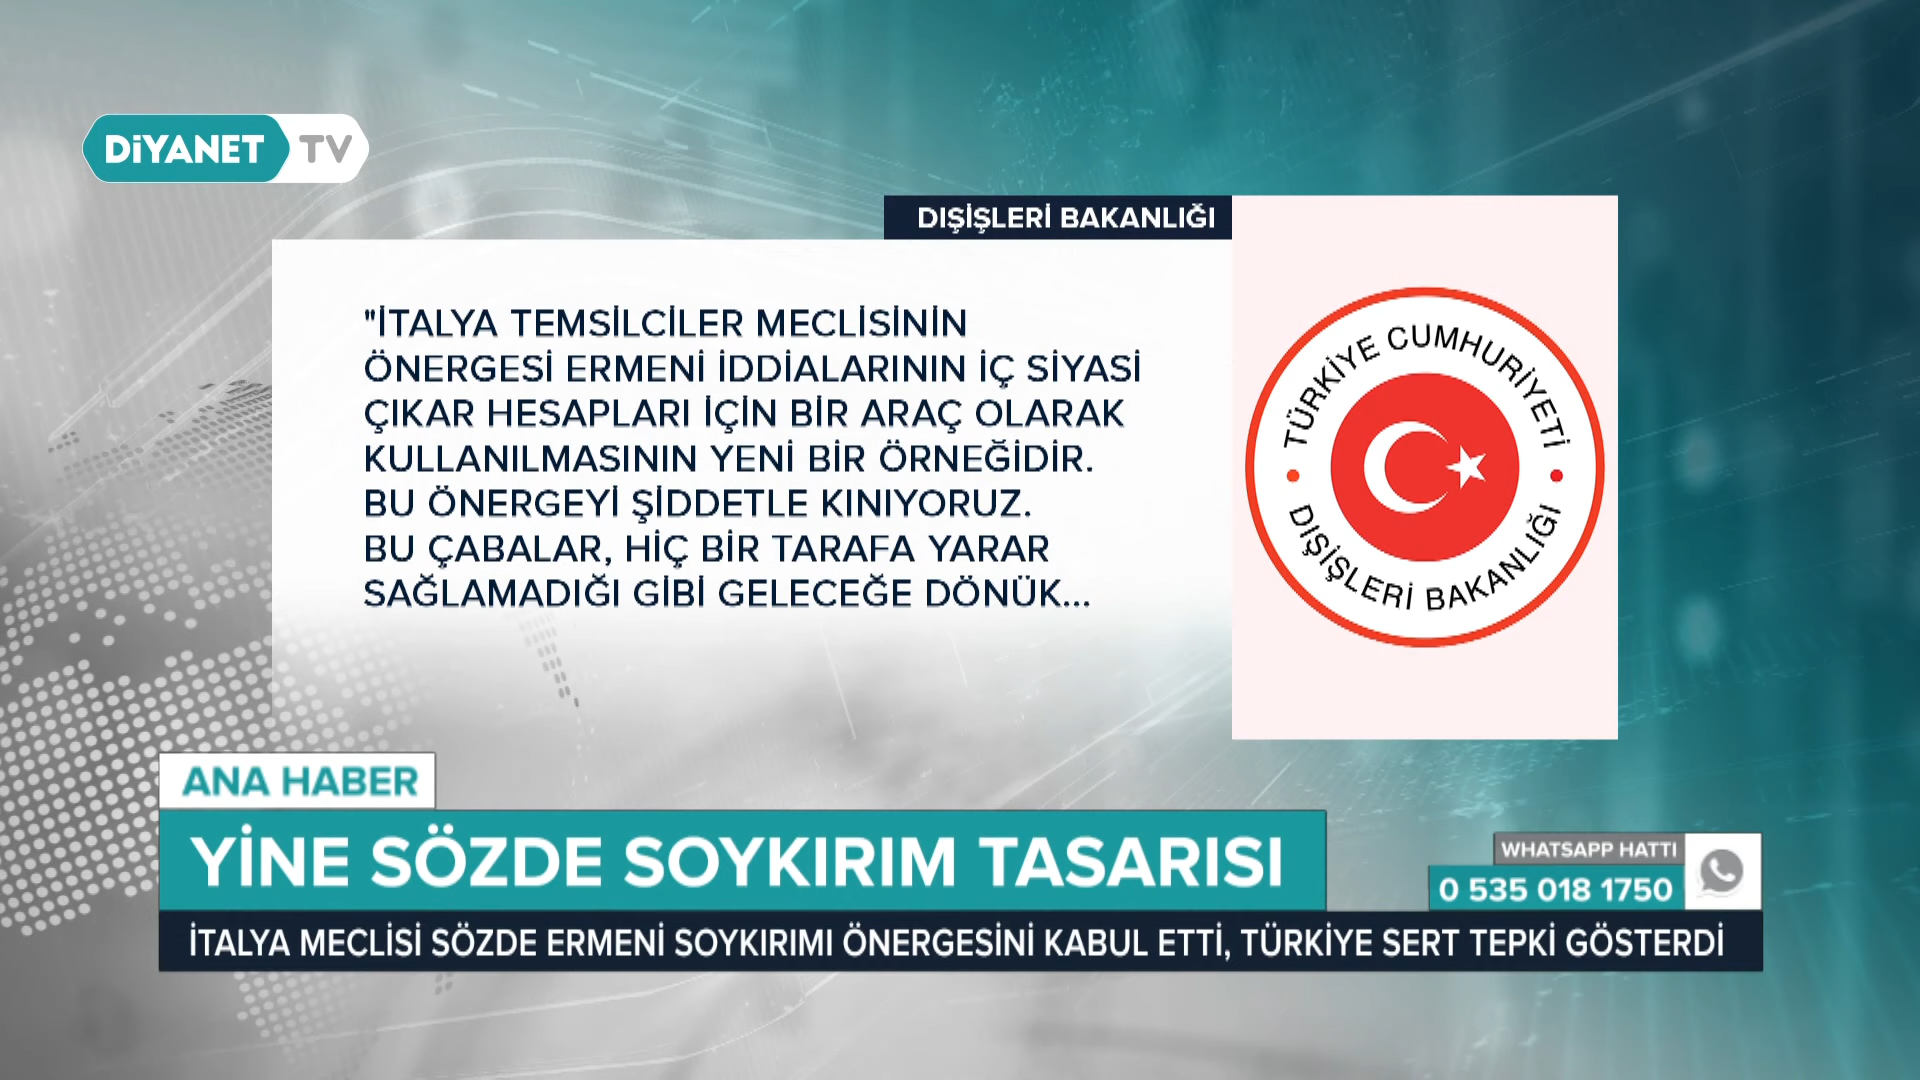 DiYANET TV
DIŞİŞLERİ BAKANLIĞI
"İTALYA TEMSİLCİLER MECLİSİNİN
ÖNERGESİ ERMENİ İDDİALARININ İÇ SİYASİ
ÇIKAR HESAPLARI İÇİN BİR ARAÇ OLARAK
KULLANILMASININ YENİ BİR ÖRNEĞİDİR.
BU ÖNERGEYİ ŞİDDETLE KINIYORUZ.
BU ÇABALAR, HİÇ BİR TARAFA YARAR
SAĞLAMADIĞI GİBİ GELECEĞE DÖNÜK...
TÜRKİYE CUMHURİYETİ
DIŞİŞLERİ BAKANLIĞI
ANA HABER
YİNE SÖZDE SOYKIRIM TASARISI
WHATSAPP HATTI
0 535 018 1750
İTALYA MECLİSİ SÖZDE ERMENİ SOYKIRIMI ÖNERGESİNİ KABUL ETTİ, TÜRKİYE SERT TEPKİ GÖSTERDİ